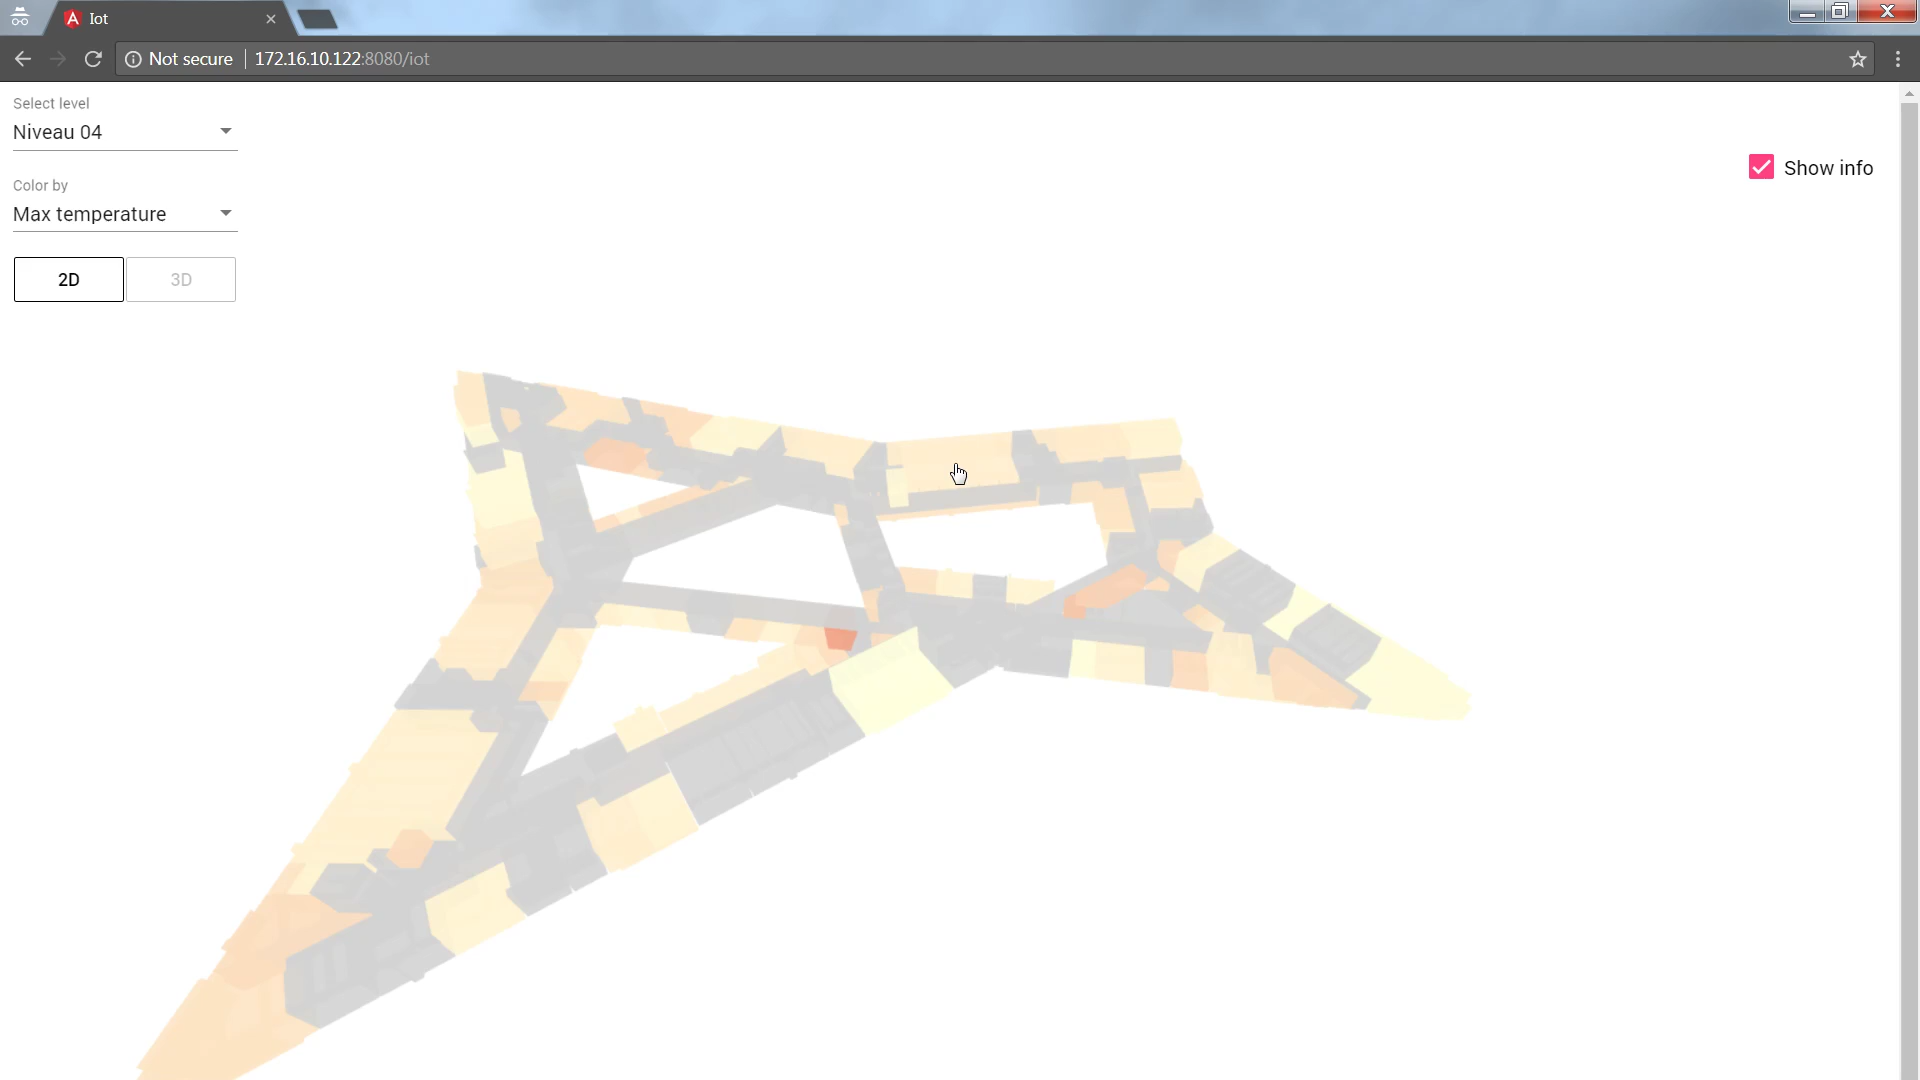 Iot
Not secure
172.16.10.122:8080/iot
Select level
Niveau 04
Show info
Color by
Max temperature
2D
3D